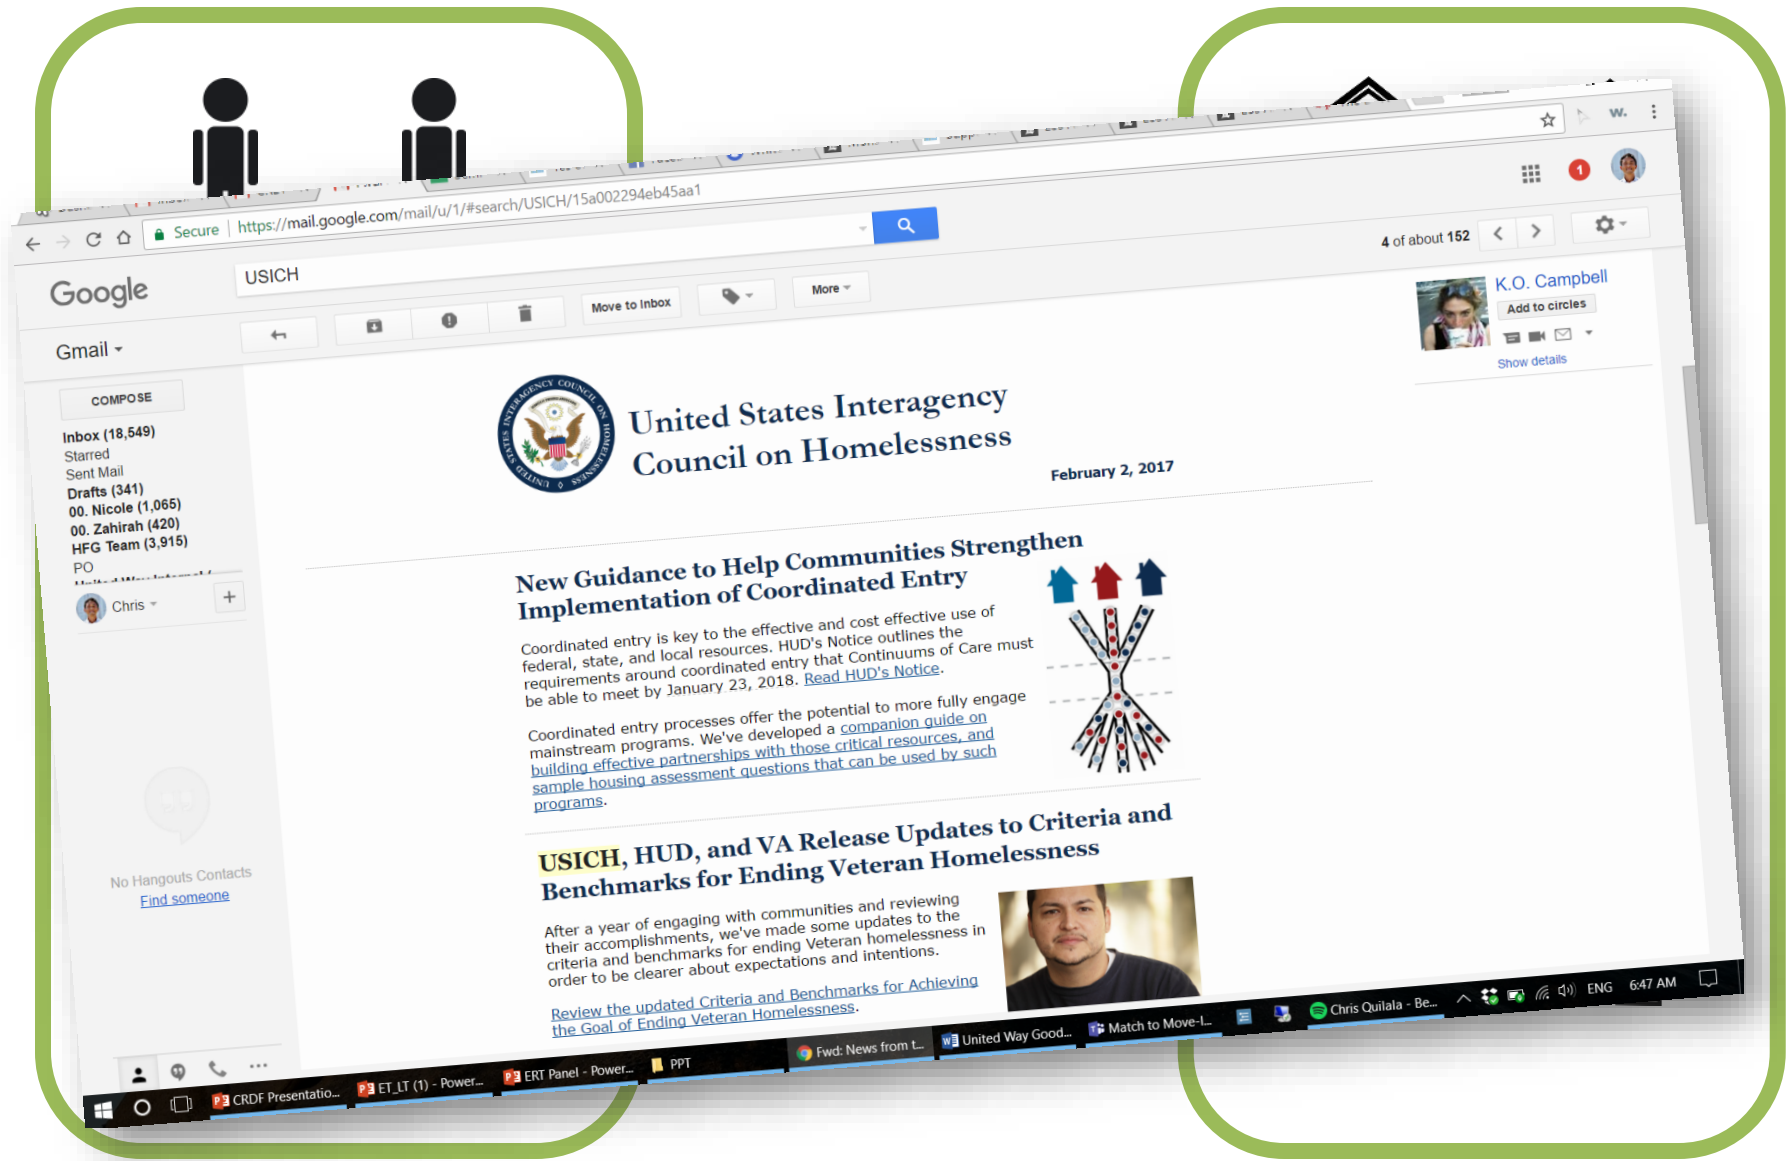 Secure https://mail.google.com/mail/u/1/#search/USICH/15a002294eb45aa1
w.
Google
USICH
1
Gmail
Move to Inbox
More
4 of about 152
K.O. Campbell
Add to circles
Show details
COMPOSE
Inbox (18,549)
Starred
Sent Mail
Drafts (341)
00. Nicole (1,065)
00. Zahirah (420)
HFG Team (3,915)
PO
Chris
No Hangouts Contacts
Find someone
UNITED STATES INTERAGENCY COUNCIL ON HOMELESSNESS
United States Interagency
Council on Homelessness
February 2, 2017
New Guidance to Help Communities Strengthen
Implementation of Coordinated Entry
Coordinated entry is key to the effective and cost effective use of
federal, state, and local resources. HUD's Notice outlines the
requirements around coordinated entry that Continuums of Care must
be able to meet by January 23, 2018. Read HUD's Notice.
Coordinated entry processes offer the potential to more fully engage
mainstream programs. We've developed a companion guide on
building effective partnerships with those critical resources, and
sample housing assessment questions that can be used by such
programs.
USICH, HUD, and VA Release Updates to Criteria and
Benchmarks for Ending Veteran Homelessness
After a year of engaging with communities and reviewing
their accomplishments, we've made some updates to the
criteria and benchmarks for ending Veteran homelessness in
order to be clearer about expectations and intentions.
Review the updated Criteria and Benchmarks for Achieving
the Goal of Ending Veteran Homelessness.
CRDF Presentatio...
ET_LT (1) - Power...
ERT Panel - Power...
PPT
Fwd: News from t...
United Way Good...
Match to Move-I...
Chris Quilala - Be...
ENG
6:47 AM